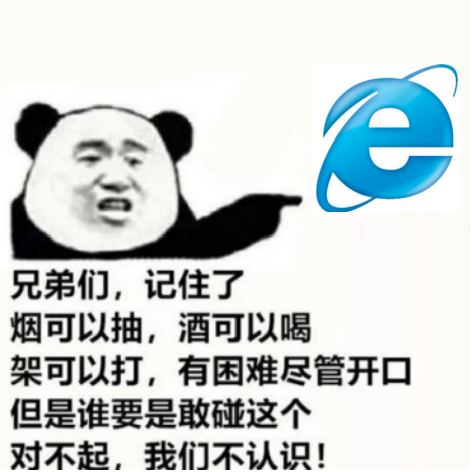 兄弟们，记住了
烟可以抽，酒可以喝
架可以打，有困难尽管开口
但是谁要是敢碰这个
对不起，我们不认识！